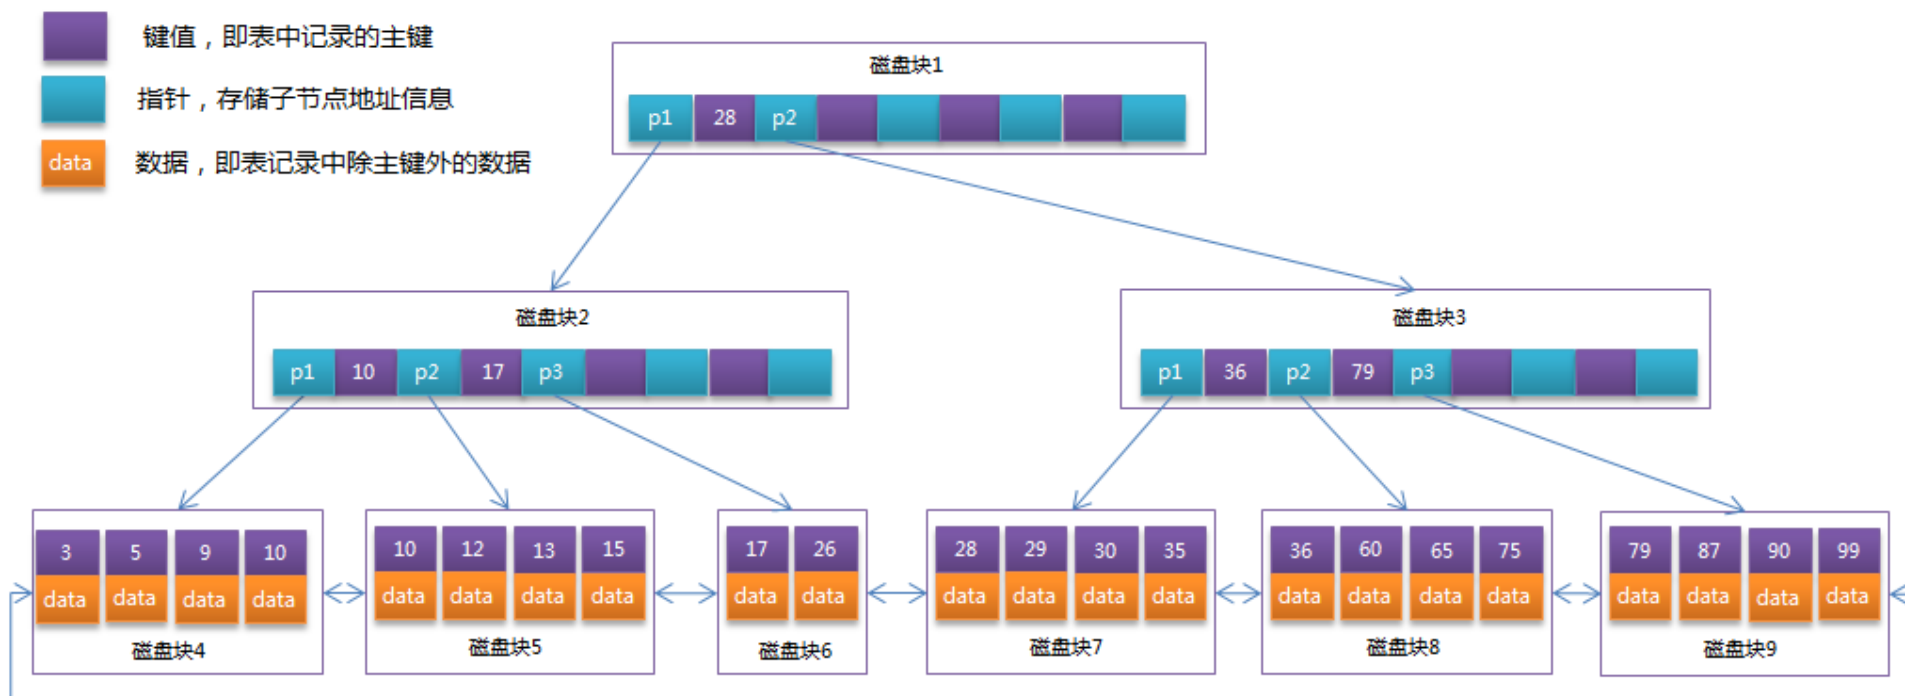 键值，即表中记录的主键
指针，存储子节点地址信息
data 数据，即表记录中除主键外的数据
磁盘块1
p1 28 p2
磁盘块2
p1 10 p2 17 p3
磁盘块3
p1 36 p2 79 p3
3 5 9 10
data data data data
磁盘块4
10 12 13 15
data data data data
磁盘块5
17 26
data data
磁盘块6
28 29 30 35
data data data data
磁盘块7
36 60 65 75
data data data data
磁盘块8
79 87 90 99
data data data data
磁盘块9